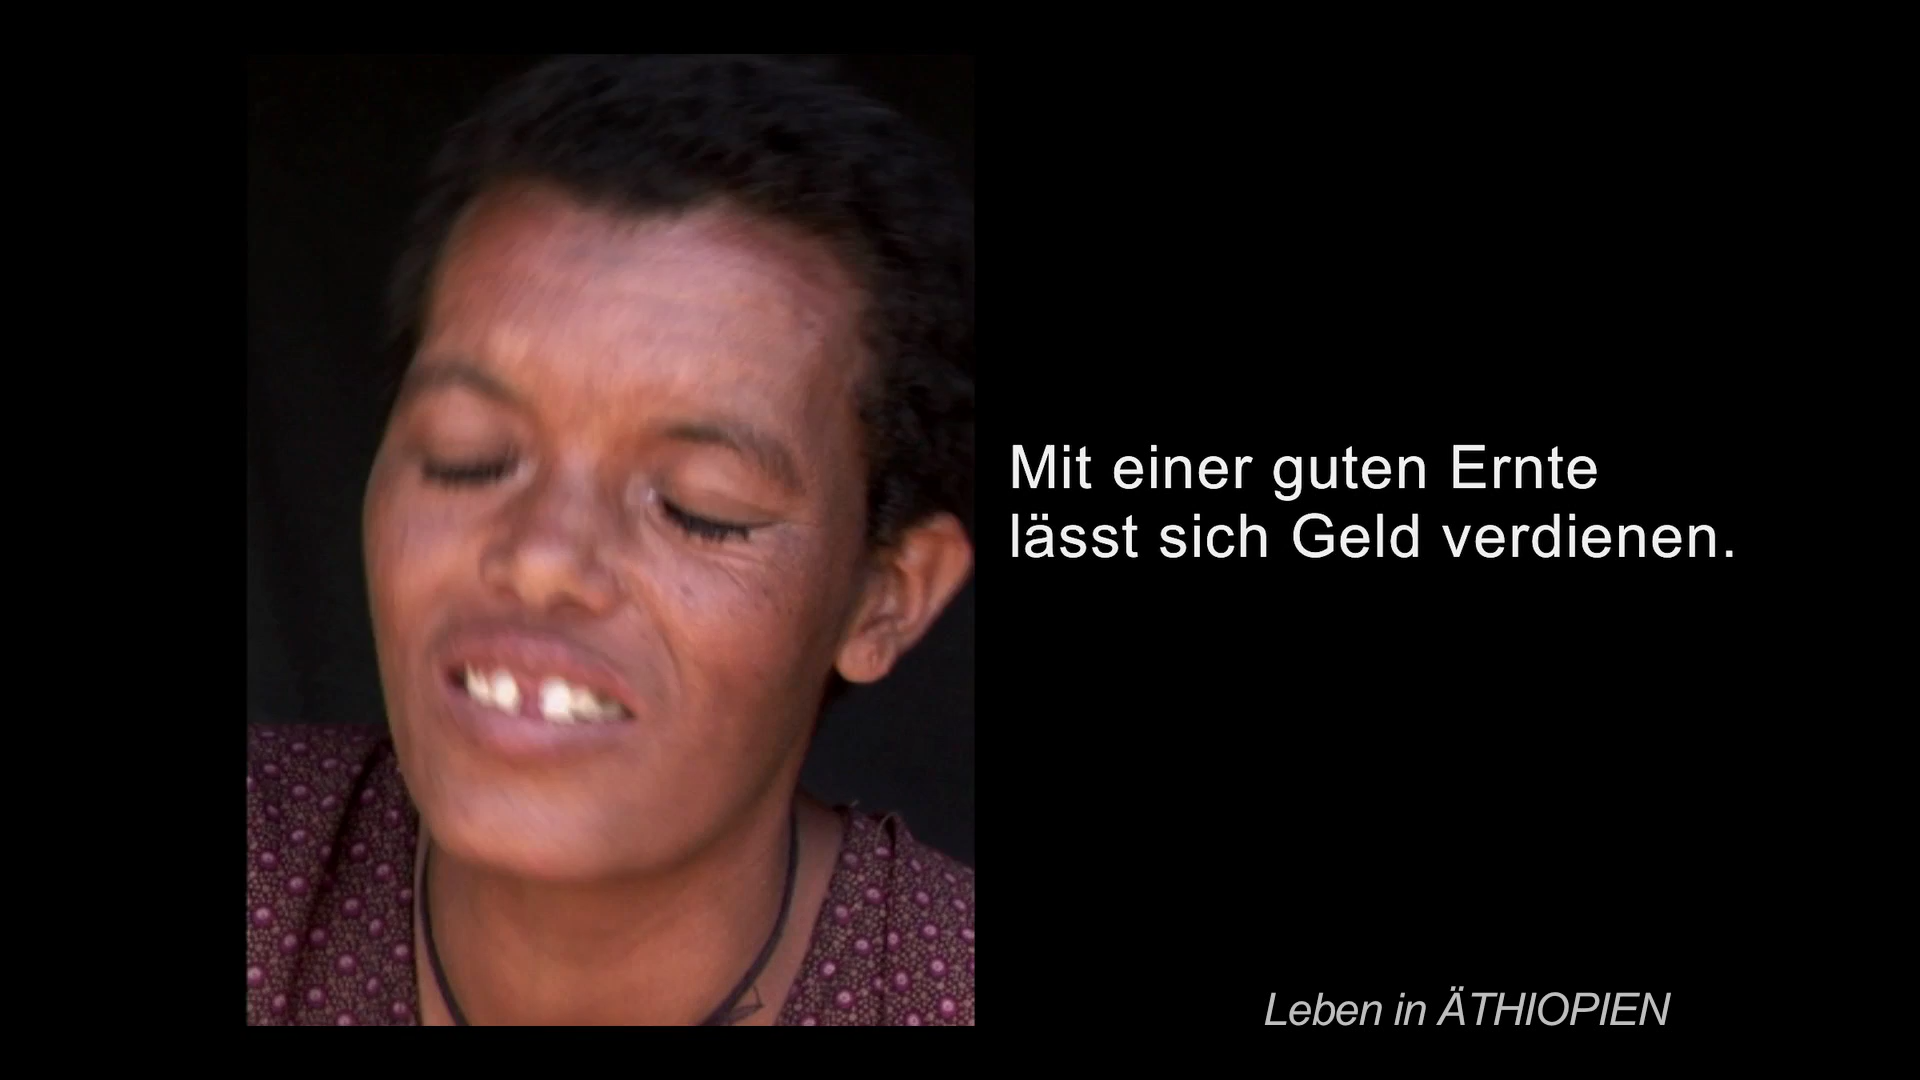 Mit einer guten Ernte
lässt sich Geld verdienen.
Leben in ÄTHIOPIEN